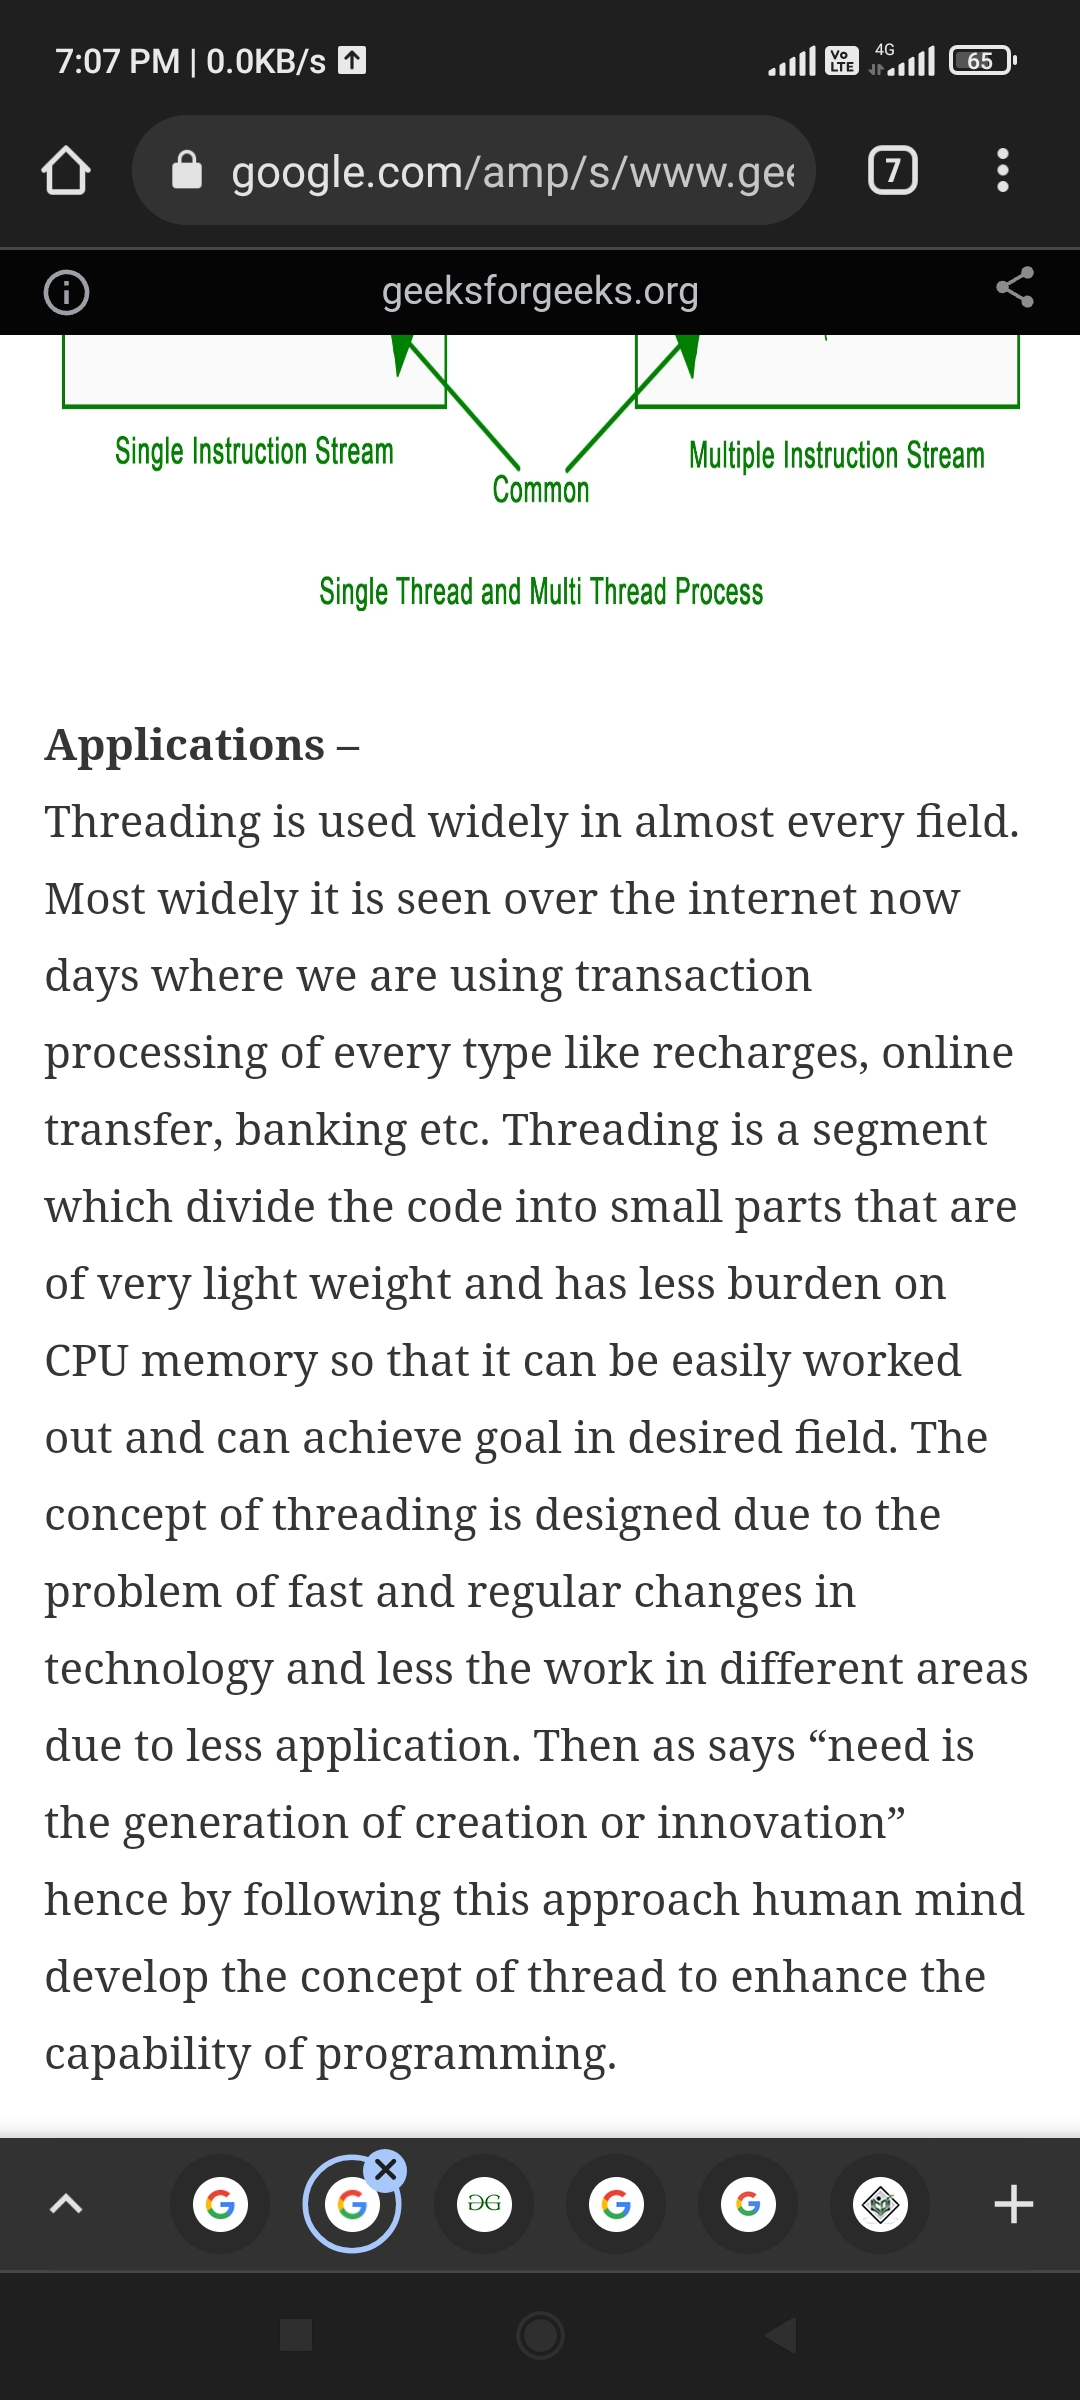 7:07 PM | 0.0KB/s
Vo LTE 4G 65
google.com/amp/s/www.gee
7
geeksforgeeks.org
Single Instruction Stream
Multiple Instruction Stream
Common
Single Thread and Multi Thread Process
Applications –
Threading is used widely in almost every field.
Most widely it is seen over the internet now
days where we are using transaction
processing of every type like recharges, online
transfer, banking etc. Threading is a segment
which divide the code into small parts that are
of very light weight and has less burden on
CPU memory so that it can be easily worked
out and can achieve goal in desired field. The
concept of threading is designed due to the
problem of fast and regular changes in
technology and less the work in different areas
due to less application. Then as says “need is
the generation of creation or innovation”
hence by following this approach human mind
develop the concept of thread to enhance the
capability of programming.